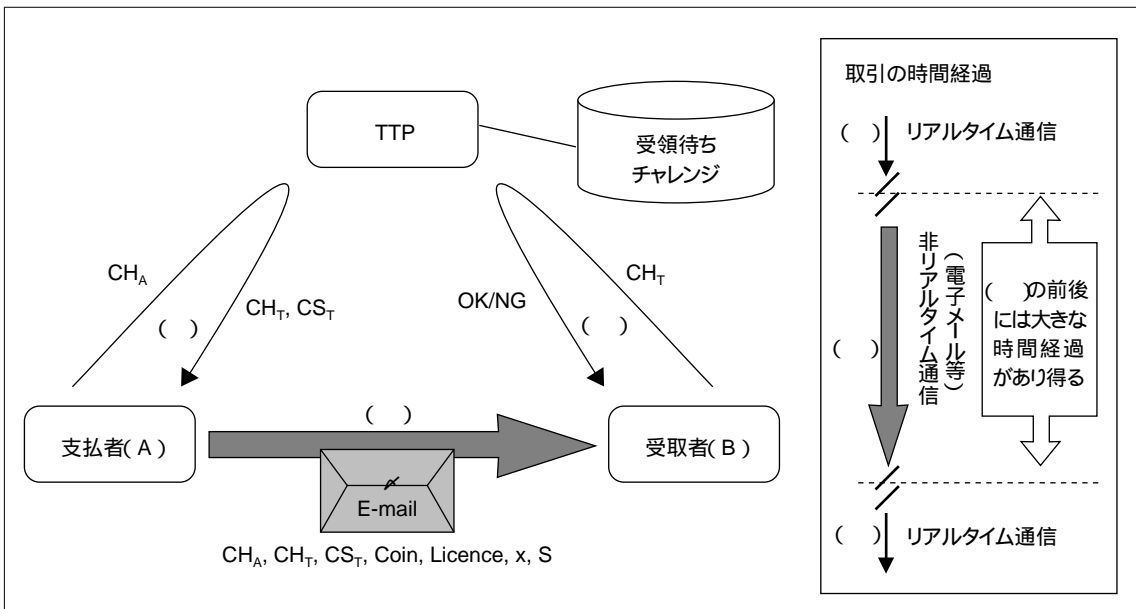 TTP
受領待ち
チャレンジ
CH_A
CH_T, CS_T
( )
OK/NG
CH_T
( )
支払者(A)
( )
受取者(B)
E-mail
CH_A, CH_T, CS_T, Coin, Licence, x, S
取引の時間経過
( ) リアルタイム通信
( )
非リアルタイム通信
(電子メール等)
( )の前後
には大きな
時間経過
があり得る
( ) リアルタイム通信